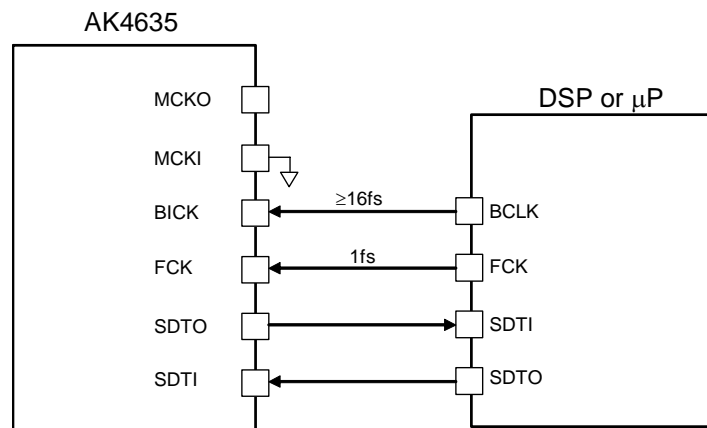 AK4635
DSP or μP
MCKO
MCKI
BICK
≥16fs
BCLK
FCK
1fs
FCK
SDTO
SDTI
SDTI
SDTO